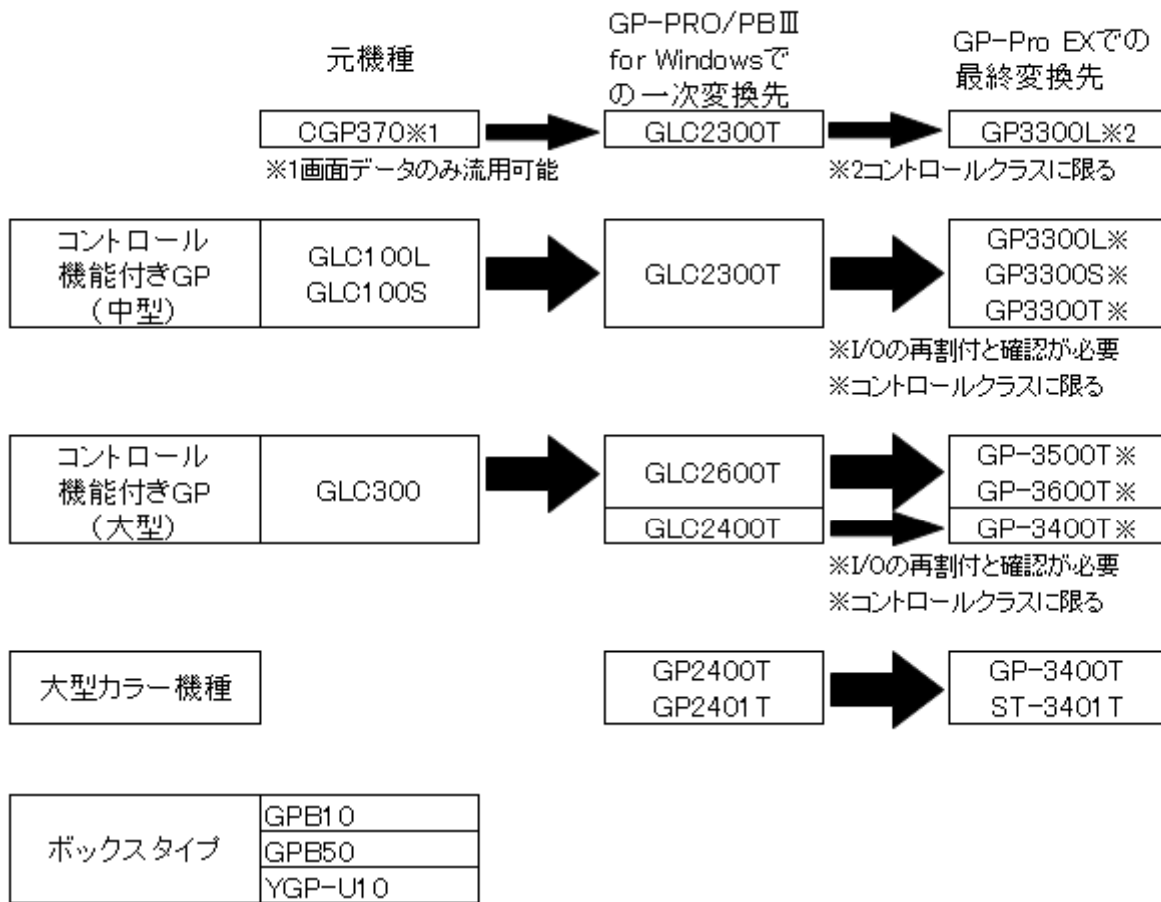 元機種
GP-PRO/PBⅢ
for Windowsで
の一次変換先
GP-Pro EXでの
最終変換先
CGP370※1
GLC2300T
GP3300L※2
※1画面データのみ流用可能
※2コントロールクラスに限る
コントロール
機能付きGP
（中型）
GLC100L
GLC100S
GLC2300T
GP3300L※
GP3300S※
GP3300T※
※I/Oの再割付と確認が必要
※コントロールクラスに限る
コントロール
機能付きGP
（大型）
GLC300
GLC2600T
GP-3500T※
GP-3600T※
GLC2400T
GP-3400T※
※I/Oの再割付と確認が必要
※コントロールクラスに限る
大型カラー機種
GP2400T
GP2401T
GP-3400T
ST-3401T
ボックスタイプ
GPB10
GPB50
YGP-U10